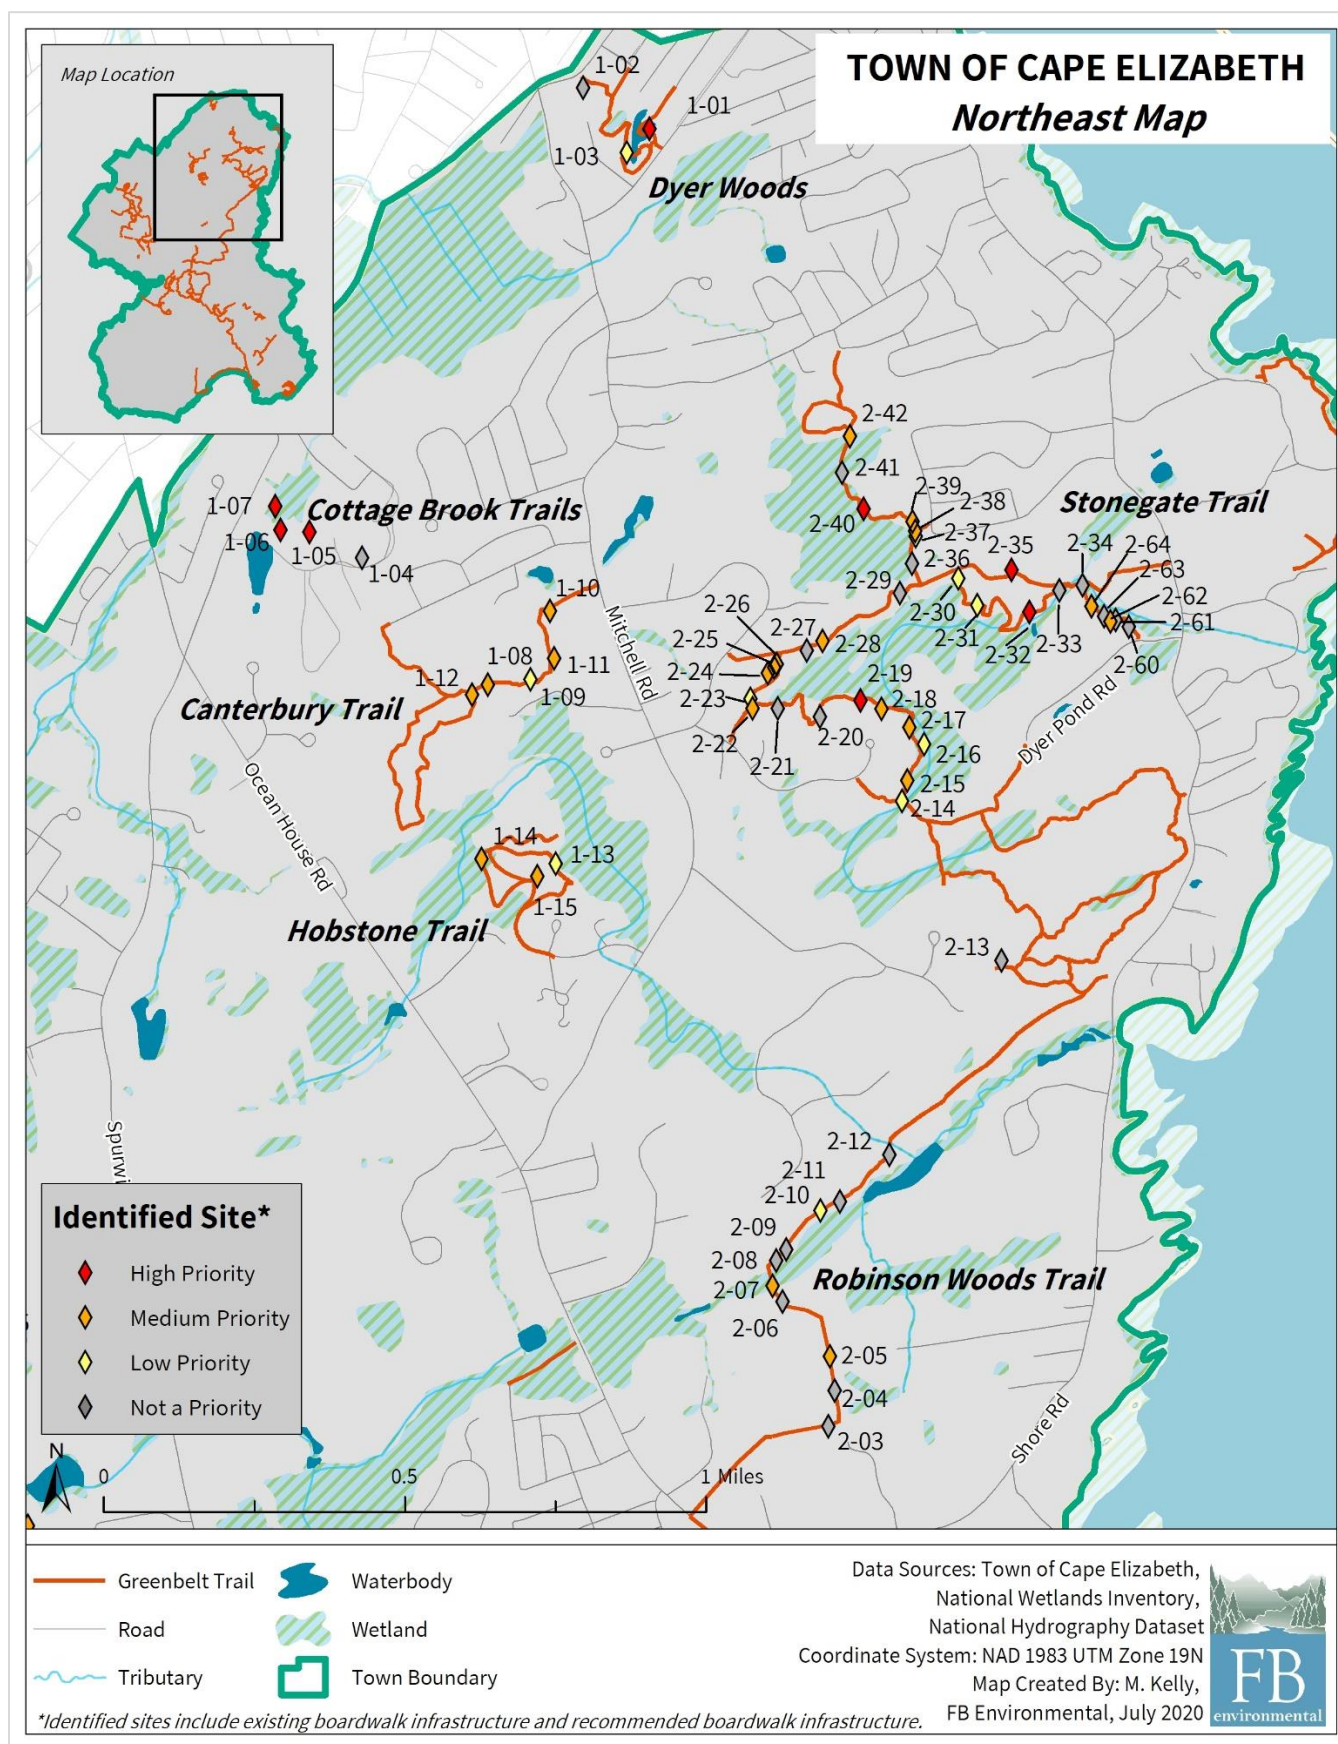 TOWN OF CAPE ELIZABETH
Northeast Map
Map Location
1-02
1-01
1-03
Dyer Woods
2-42
2-41
2-39
2-38
2-40
2-37
Stonegate Trail
1-07
Cottage Brook Trails
1-06
1-05
1-04
2-36
2-35
2-34
2-64
2-63
2-62
2-61
2-60
2-29
2-30
2-31
2-32
2-33
1-10
Mitchell Rd
2-26
2-27
2-25
2-28
2-24
2-19
2-23
2-18
2-22
2-17
2-21
2-20
2-16
2-15
2-14
Dyer Pond Rd
1-08
1-11
1-12
1-09
Canterbury Trail
Ocean House Rd
1-14
1-13
1-15
Hobstone Trail
2-13
Spurwi
2-12
2-11
2-10
2-09
2-08
2-07
Robinson Woods Trail
2-06
2-05
2-04
2-03
Shore Rd
Identified Site*
High Priority
Medium Priority
Low Priority
Not a Priority
N
0
0.5
1 Miles
Greenbelt Trail
Waterbody
Road
Wetland
Tributary
Town Boundary
*Identified sites include existing boardwalk infrastructure and recommended boardwalk infrastructure.
Data Sources: Town of Cape Elizabeth,
National Wetlands Inventory,
National Hydrography Dataset
Coordinate System: NAD 1983 UTM Zone 19N
Map Created By: M. Kelly,
FB Environmental, July 2020
FB
environmental